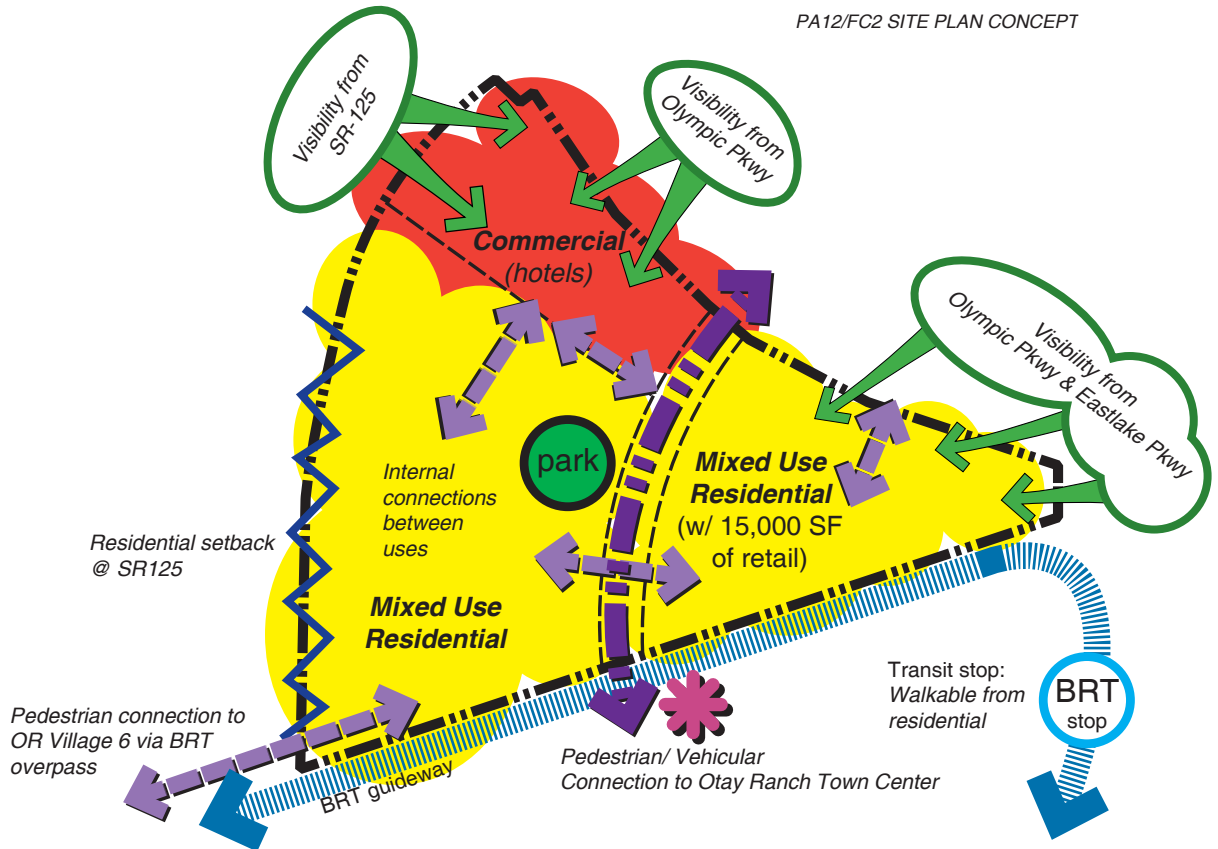 PA12/FC2 SITE PLAN CONCEPT
Visibility from
SR-125
Visibility from
Olympic Pkwy
Commercial
(hotels)
Visibility from
Olympic Pkwy & Eastlake Pkwy
park
Internal
connections
between
uses
Mixed Use
Residential
(w/ 15,000 SF
of retail)
Residential setback
@ SR125
Mixed Use
Residential
Transit stop:
Walkable from
residential
BRT
stop
Pedestrian connection to
OR Village 6 via BRT
overpass
BRT guideway
Pedestrian/ Vehicular
Connection to Otay Ranch Town Center